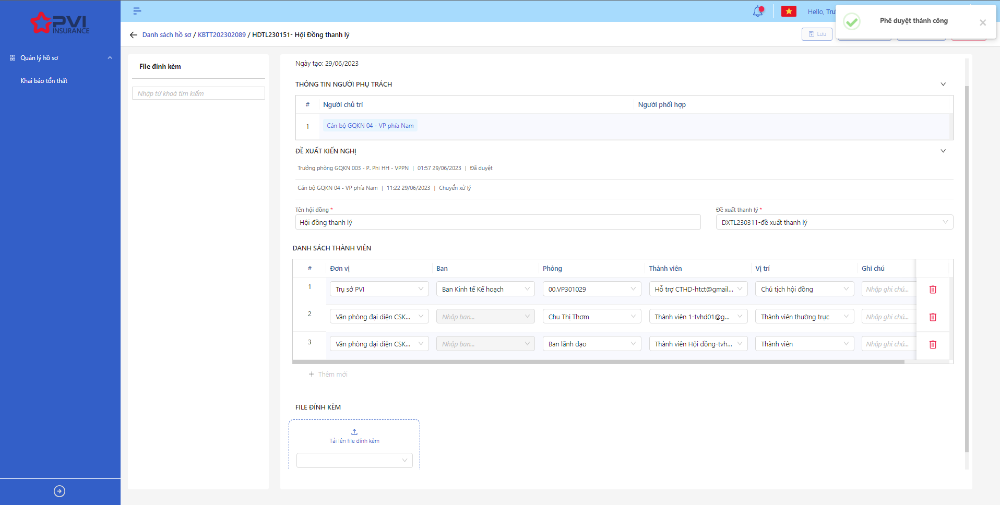 PVI
INSURANCE
Quản lý hồ sơ
Khai báo tổn thất
Hello, Trư
Phê duyệt thành công
Danh sách hồ sơ / KBTT202302089 / HDTL230151- Hội Đồng thanh lý
Lưu
File đính kèm
Nhập từ khoá tìm kiếm
Ngày tạo: 29/06/2023
THÔNG TIN NGƯỜI PHỤ TRÁCH
# Người chủ trì Người phối hợp
1 Cán bộ GQKN 04 - VP phía Nam
ĐỀ XUẤT KIẾN NGHỊ
Trưởng phòng GQKN 003 - P. Phi HH - VPPN | 01:57 29/06/2023 | Đã duyệt
Cán bộ GQKN 04 - VP phía Nam | 11:22 29/06/2023 | Chuyển xử lý
Tên hội đồng * Đề xuất thanh lý *
Hội đồng thanh lý DXTL230311-đề xuất thanh lý
DANH SÁCH THÀNH VIÊN
# Đơn vị Ban Phòng Thành viên Vị trí Ghi chú
1 Trụ sở PVI Ban Kinh tế Kế hoạch 00.VP301029 Hỗ trợ CTHD-htct@gmail... Chủ tịch hội đồng Nhập ghi chú...
2 Văn phòng đại diện CSK... Nhập ban... Chu Thị Thơm Thành viên 1-tvhd01@g... Thành viên thường trực Nhập ghi chú...
3 Văn phòng đại diện CSK... Nhập ban... Ban lãnh đạo Thành viên Hội đồng-tvh... Thành viên Nhập ghi chú...
+ Thêm mới
FILE ĐÍNH KÈM
Tải lên file đính kèm